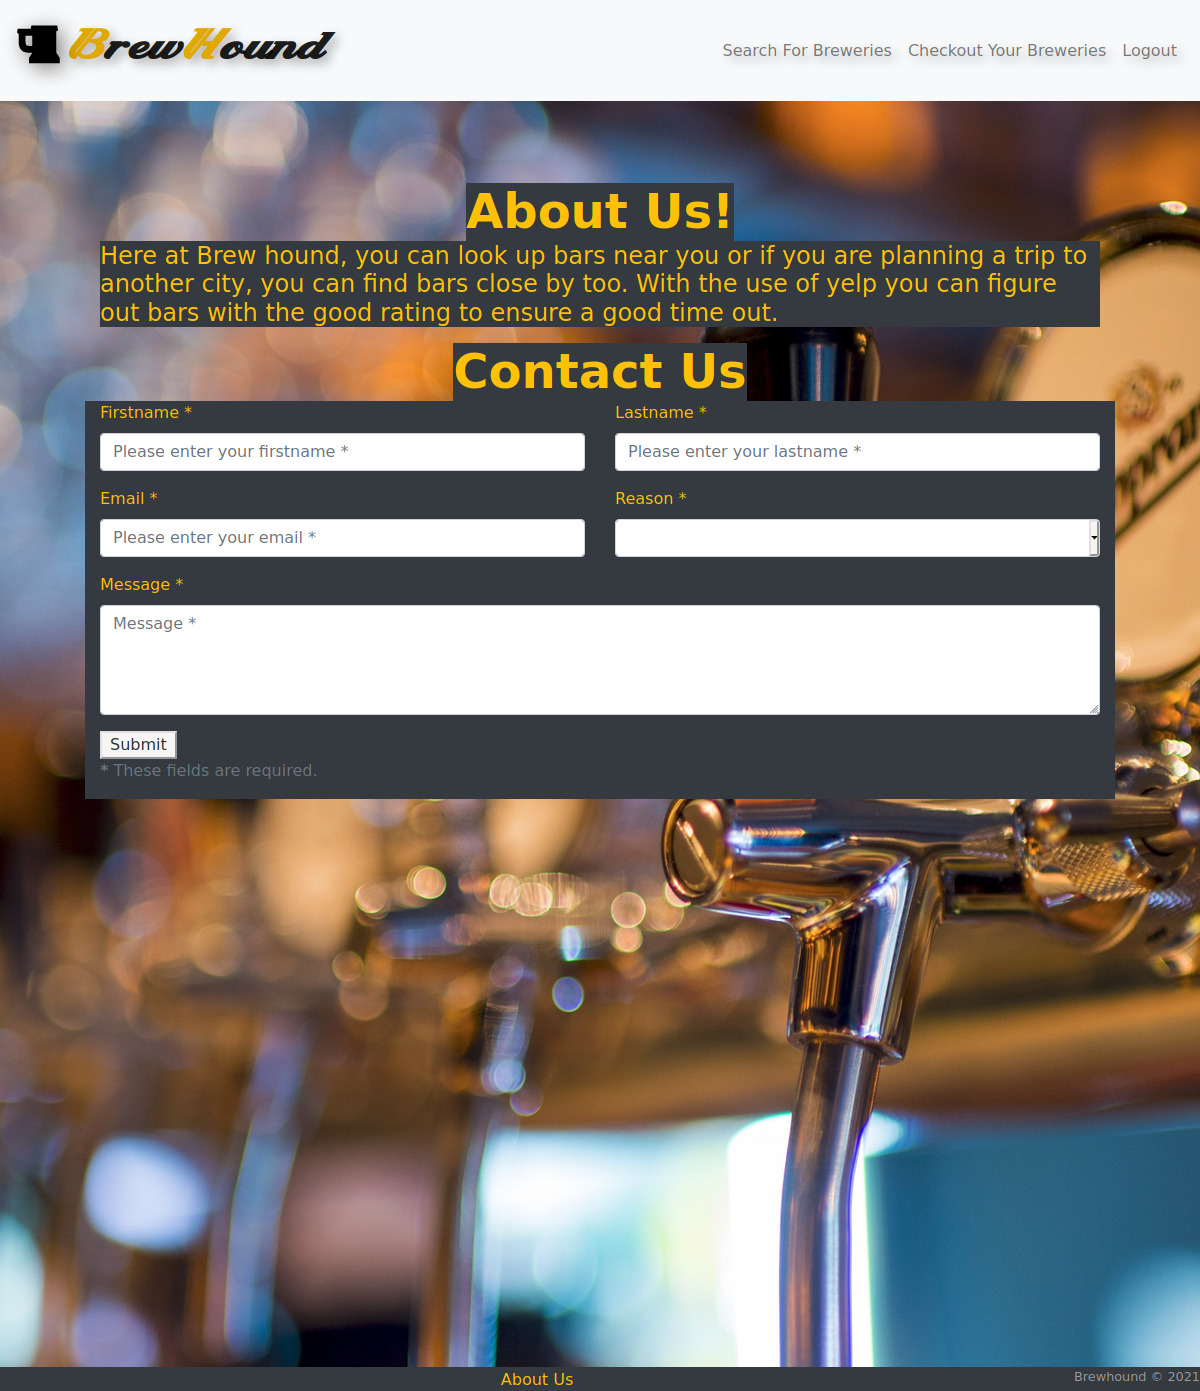 BrewHound
Search For Breweries Checkout Your Breweries Logout
About Us!
Here at Brew hound, you can look up bars near you or if you are planning a trip to
another city, you can find bars close by too. With the use of yelp you can figure
out bars with the good rating to ensure a good time out.
Contact Us
Firstname * Lastname *
Please enter your firstname * Please enter your lastname *
Email * Reason *
Please enter your email *
Message *
Message *
Submit
* These fields are required.
About Us
Brewhound © 2021